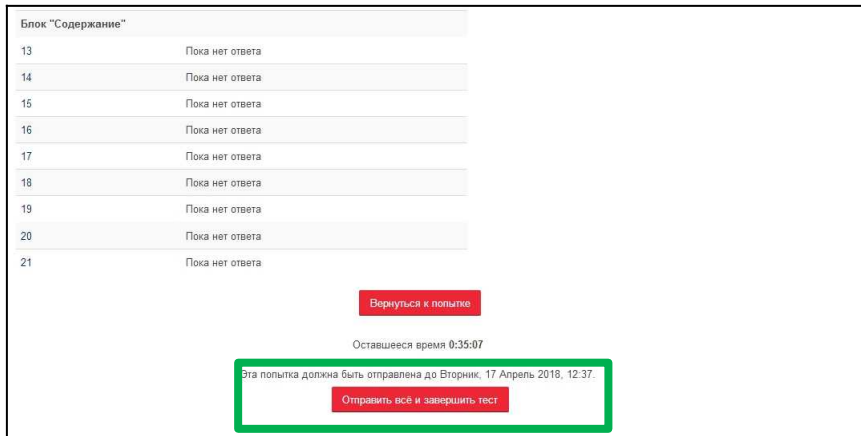 Блок "Содержание"
13 Пока нет ответа
14 Пока нет ответа
15 Пока нет ответа
16 Пока нет ответа
17 Пока нет ответа
18 Пока нет ответа
19 Пока нет ответа
20 Пока нет ответа
21 Пока нет ответа
Вернуться к попытке
Оставшееся время 0:35:07
Эта попытка должна быть отправлена до Вторник, 17 Апрель 2018, 12:37.
Отправить всё и завершить тест